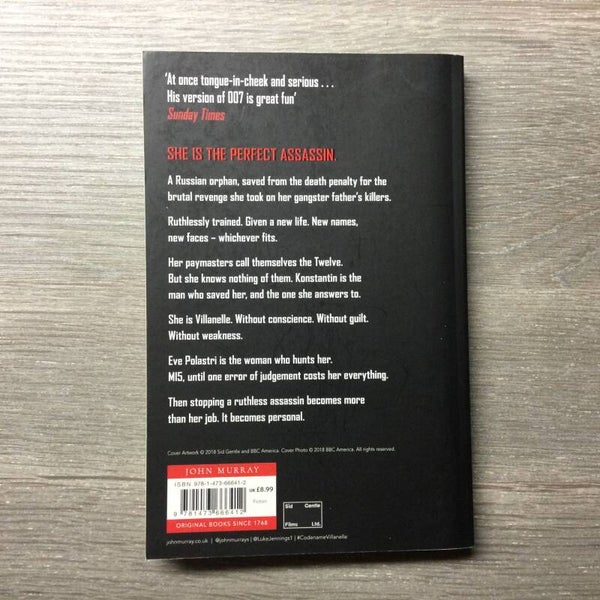 'At once tongue-in-cheek and serious . . .
His version of 007 is great fun'
Sunday Times
SHE IS THE PERFECT ASSASSIN.
A Russian orphan, saved from the death penalty for the
brutal revenge she took on her gangster father's killers.
Ruthlessly trained. Given a new life. New names,
new faces – whichever fits.
Her paymasters call themselves the Twelve.
But she knows nothing of them. Konstantin is the
man who saved her, and the one she answers to.
She is Villanelle. Without conscience. Without guilt.
Without weakness.
Eve Polastri is the woman who hunts her.
MI5, until one error of judgement costs her everything.
Then stopping a ruthless assassin becomes more
than her job. It becomes personal.
Cover Artwork © 2018 Sid Gentle and BBC America. Cover Photo © 2018 BBC America. All rights reserved.
JOHN MURRAY
ISBN 978-1-473-66641-2
UK £8.99
Fiction
9 781473 666412
ORIGINAL BOOKS SINCE 1768
Sid Gentle
Films Ltd.
johnmurray.co.uk | @johnmurrays | @LukeJennings1 | #CodenameVillanelle